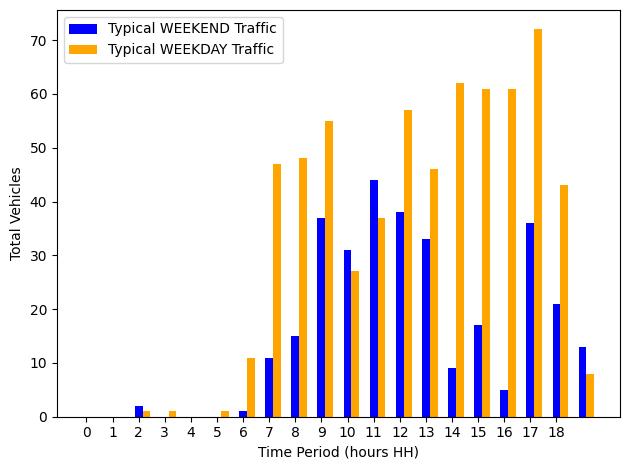 Typical WEEKEND Traffic
Typical WEEKDAY Traffic
70
60
50
40
30
20
10
0
Total Vehicles
0 1 2 3 4 5 6 7 8 9 10 11 12 13 14 15 16 17 18
Time Period (hours HH)